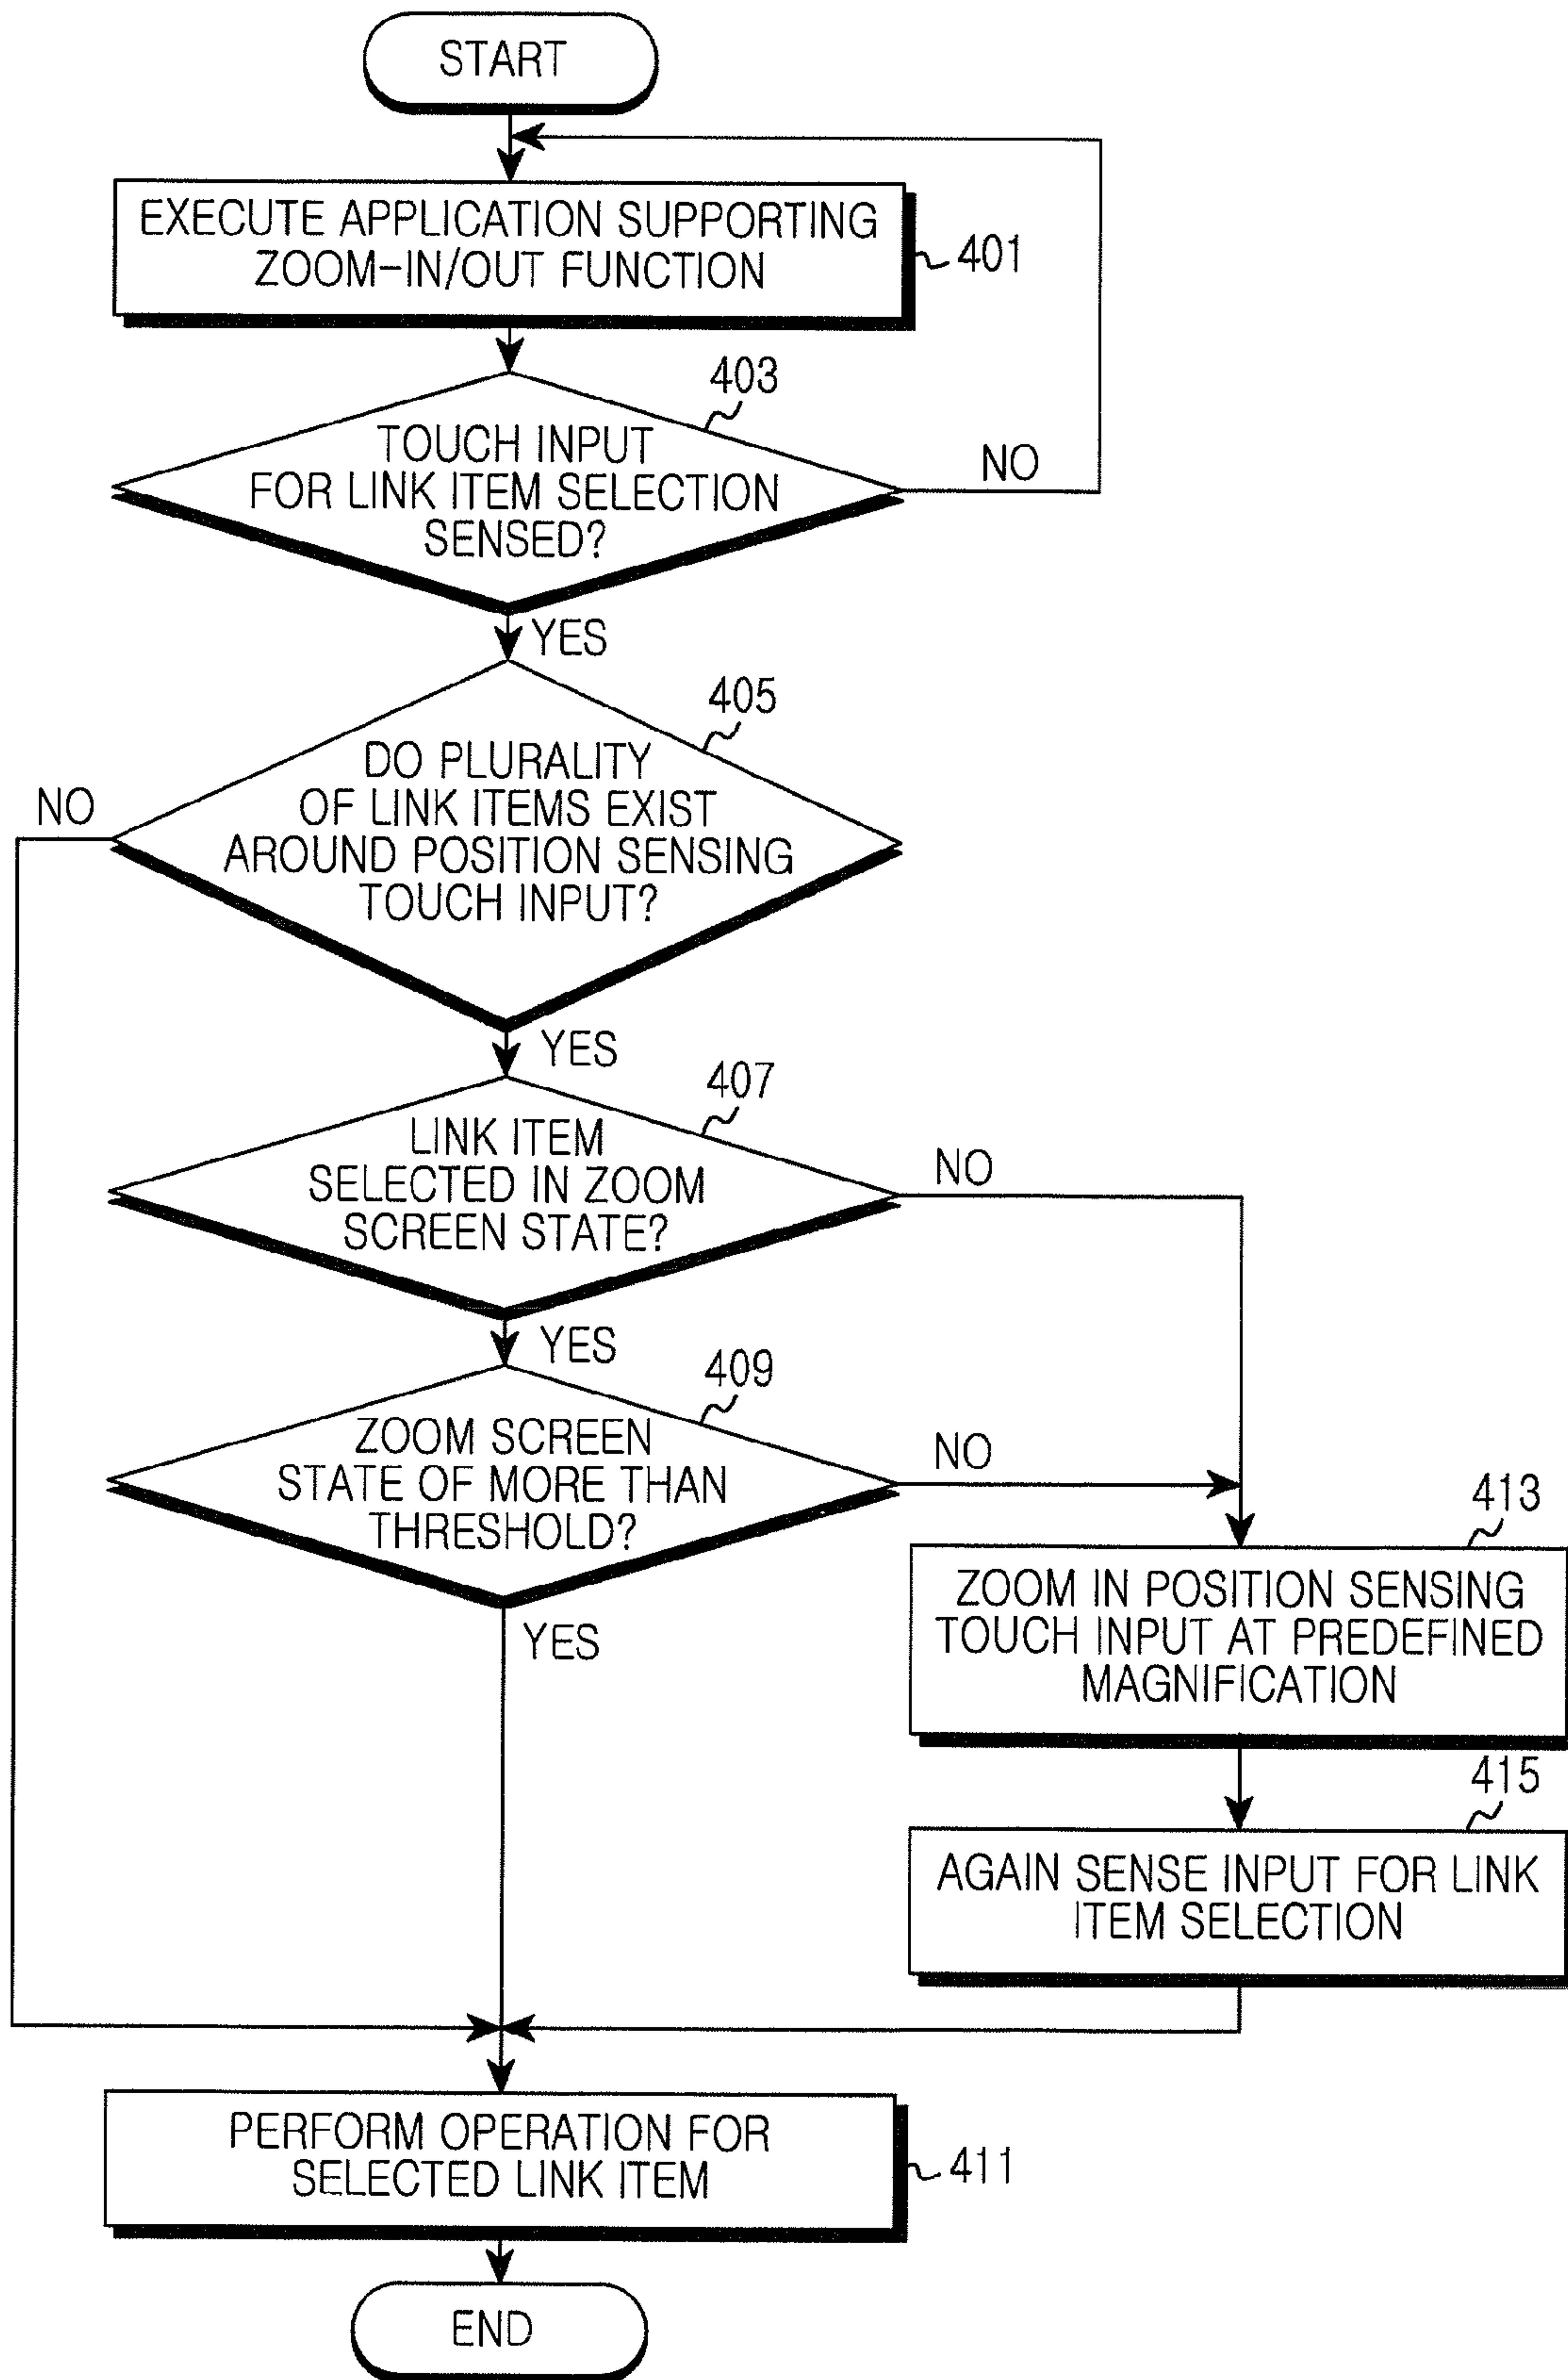 START
EXECUTE APPLICATION SUPPORTING
ZOOM-IN/OUT FUNCTION
401
403
TOUCH INPUT
FOR LINK ITEM SELECTION
SENSED?
NO
YES
405
DO PLURALITY
OF LINK ITEMS EXIST
AROUND POSITION SENSING
TOUCH INPUT?
NO
YES
407
LINK ITEM
SELECTED IN ZOOM
SCREEN STATE?
NO
YES
409
ZOOM SCREEN
STATE OF MORE THAN
THRESHOLD?
NO
YES
413
ZOOM IN POSITION SENSING
TOUCH INPUT AT PREDEFINED
MAGNIFICATION
415
AGAIN SENSE INPUT FOR LINK
ITEM SELECTION
PERFORM OPERATION FOR
SELECTED LINK ITEM
411
END